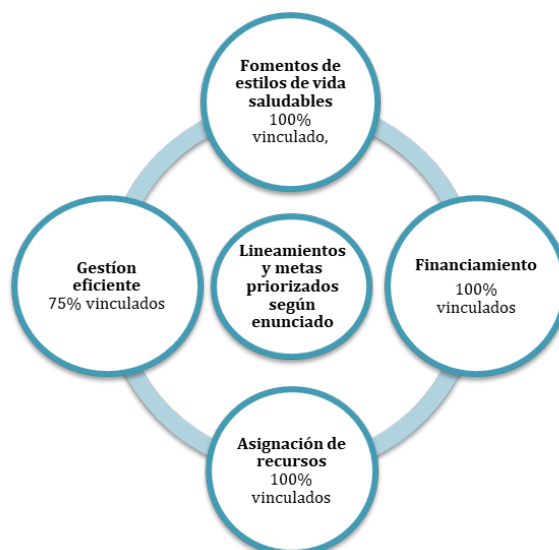 Fomentos de
estilos de vida
saludables
100%
vinculado,
Gestíon
eficiente
75% vinculados
Lineamientos
y metas
priorizados
según
enunciado
Financiamiento
100%
vinculados
Asignación de
recursos
100%
vinculados